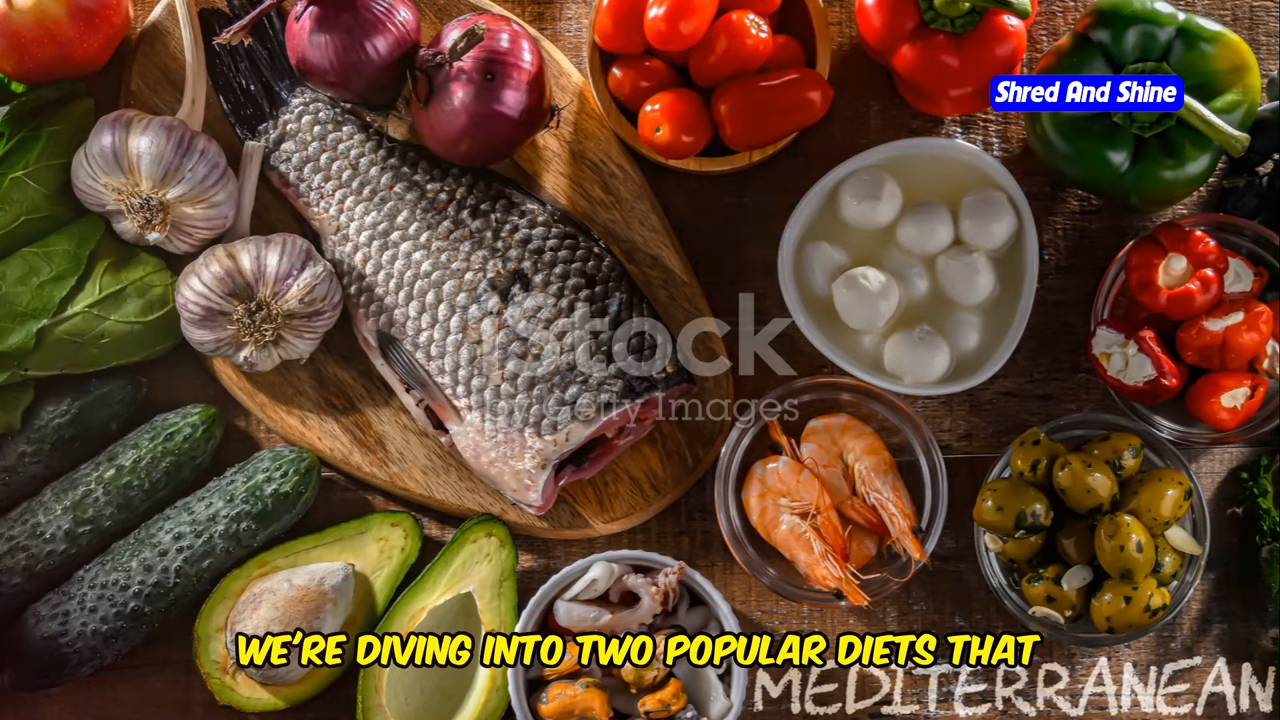 Shred And Shine
iStock
by Getty Images
WE'RE DIVING INTO TWO POPULAR DIETS THAT
MEDITERRANEAN